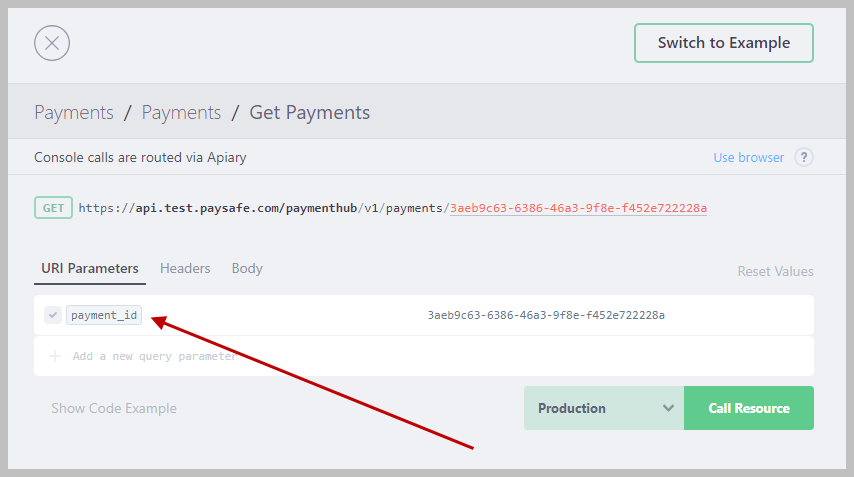 Switch to Example
Payments / Payments / Get Payments
Console calls are routed via Apiary
Use browser ?
GET https://api.test.paysafe.com/paymenthub/v1/payments/3aeb9c63-6386-46a3-9f8e-f452e722228a
URI Parameters Headers Body
Reset Values
payment_id 3aeb9c63-6386-46a3-9f8e-f452e722228a
Add a new query parameter
Show Code Example Production Call Resource